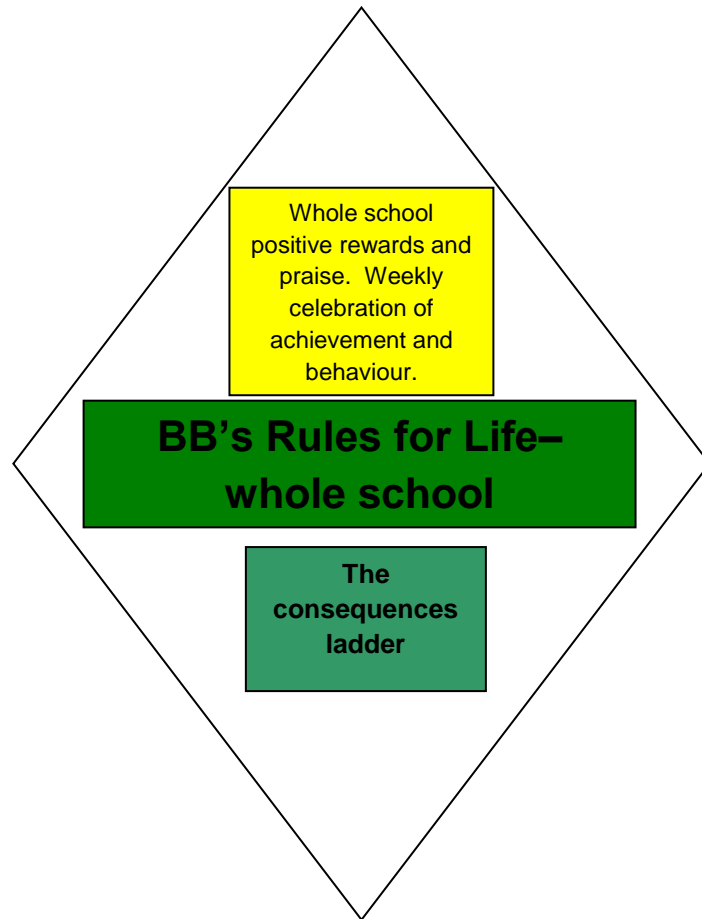 Whole school
positive rewards and
praise. Weekly
celebration of
achievement and
behaviour.
BB’s Rules for Life–
whole school
The
consequences
ladder